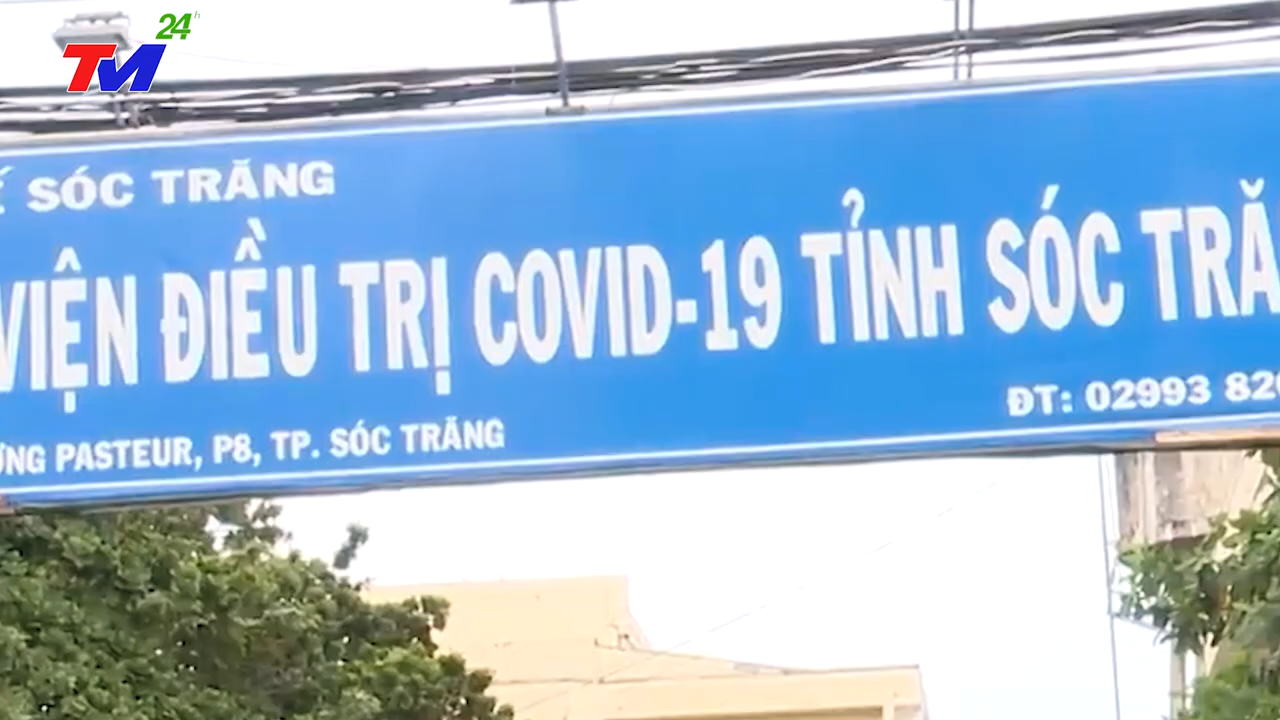 TM 24h
SÓC TRĂNG
VIỆN ĐIỀU TRỊ COVID-19 TỈNH SÓC TRĂ
PASTEUR, P8, TP. SÓC TRĂNG
ĐT: 02993 82